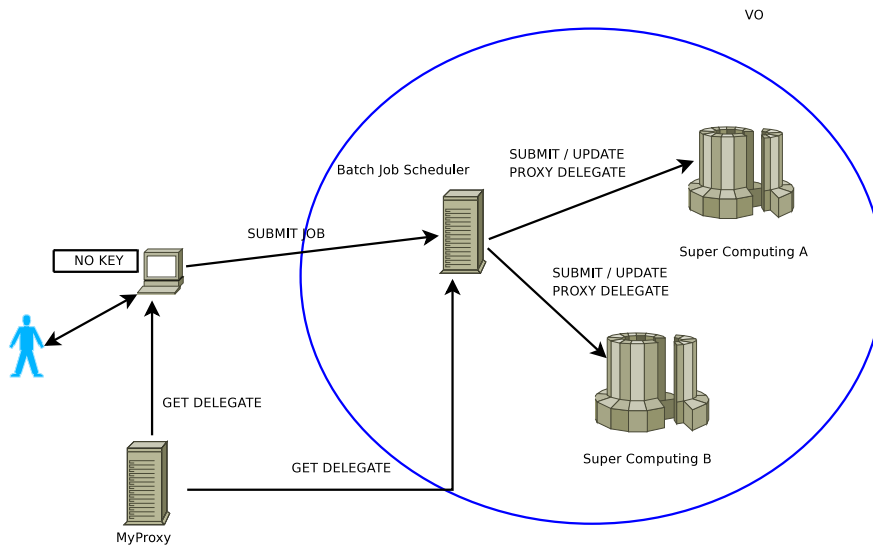 VO
SUBMIT / UPDATE
PROXY DELEGATE
Batch Job Scheduler
SUBMIT JOB
Super Computing A
NO KEY
SUBMIT / UPDATE
PROXY DELEGATE
GET DELEGATE
Super Computing B
GET DELEGATE
MyProxy